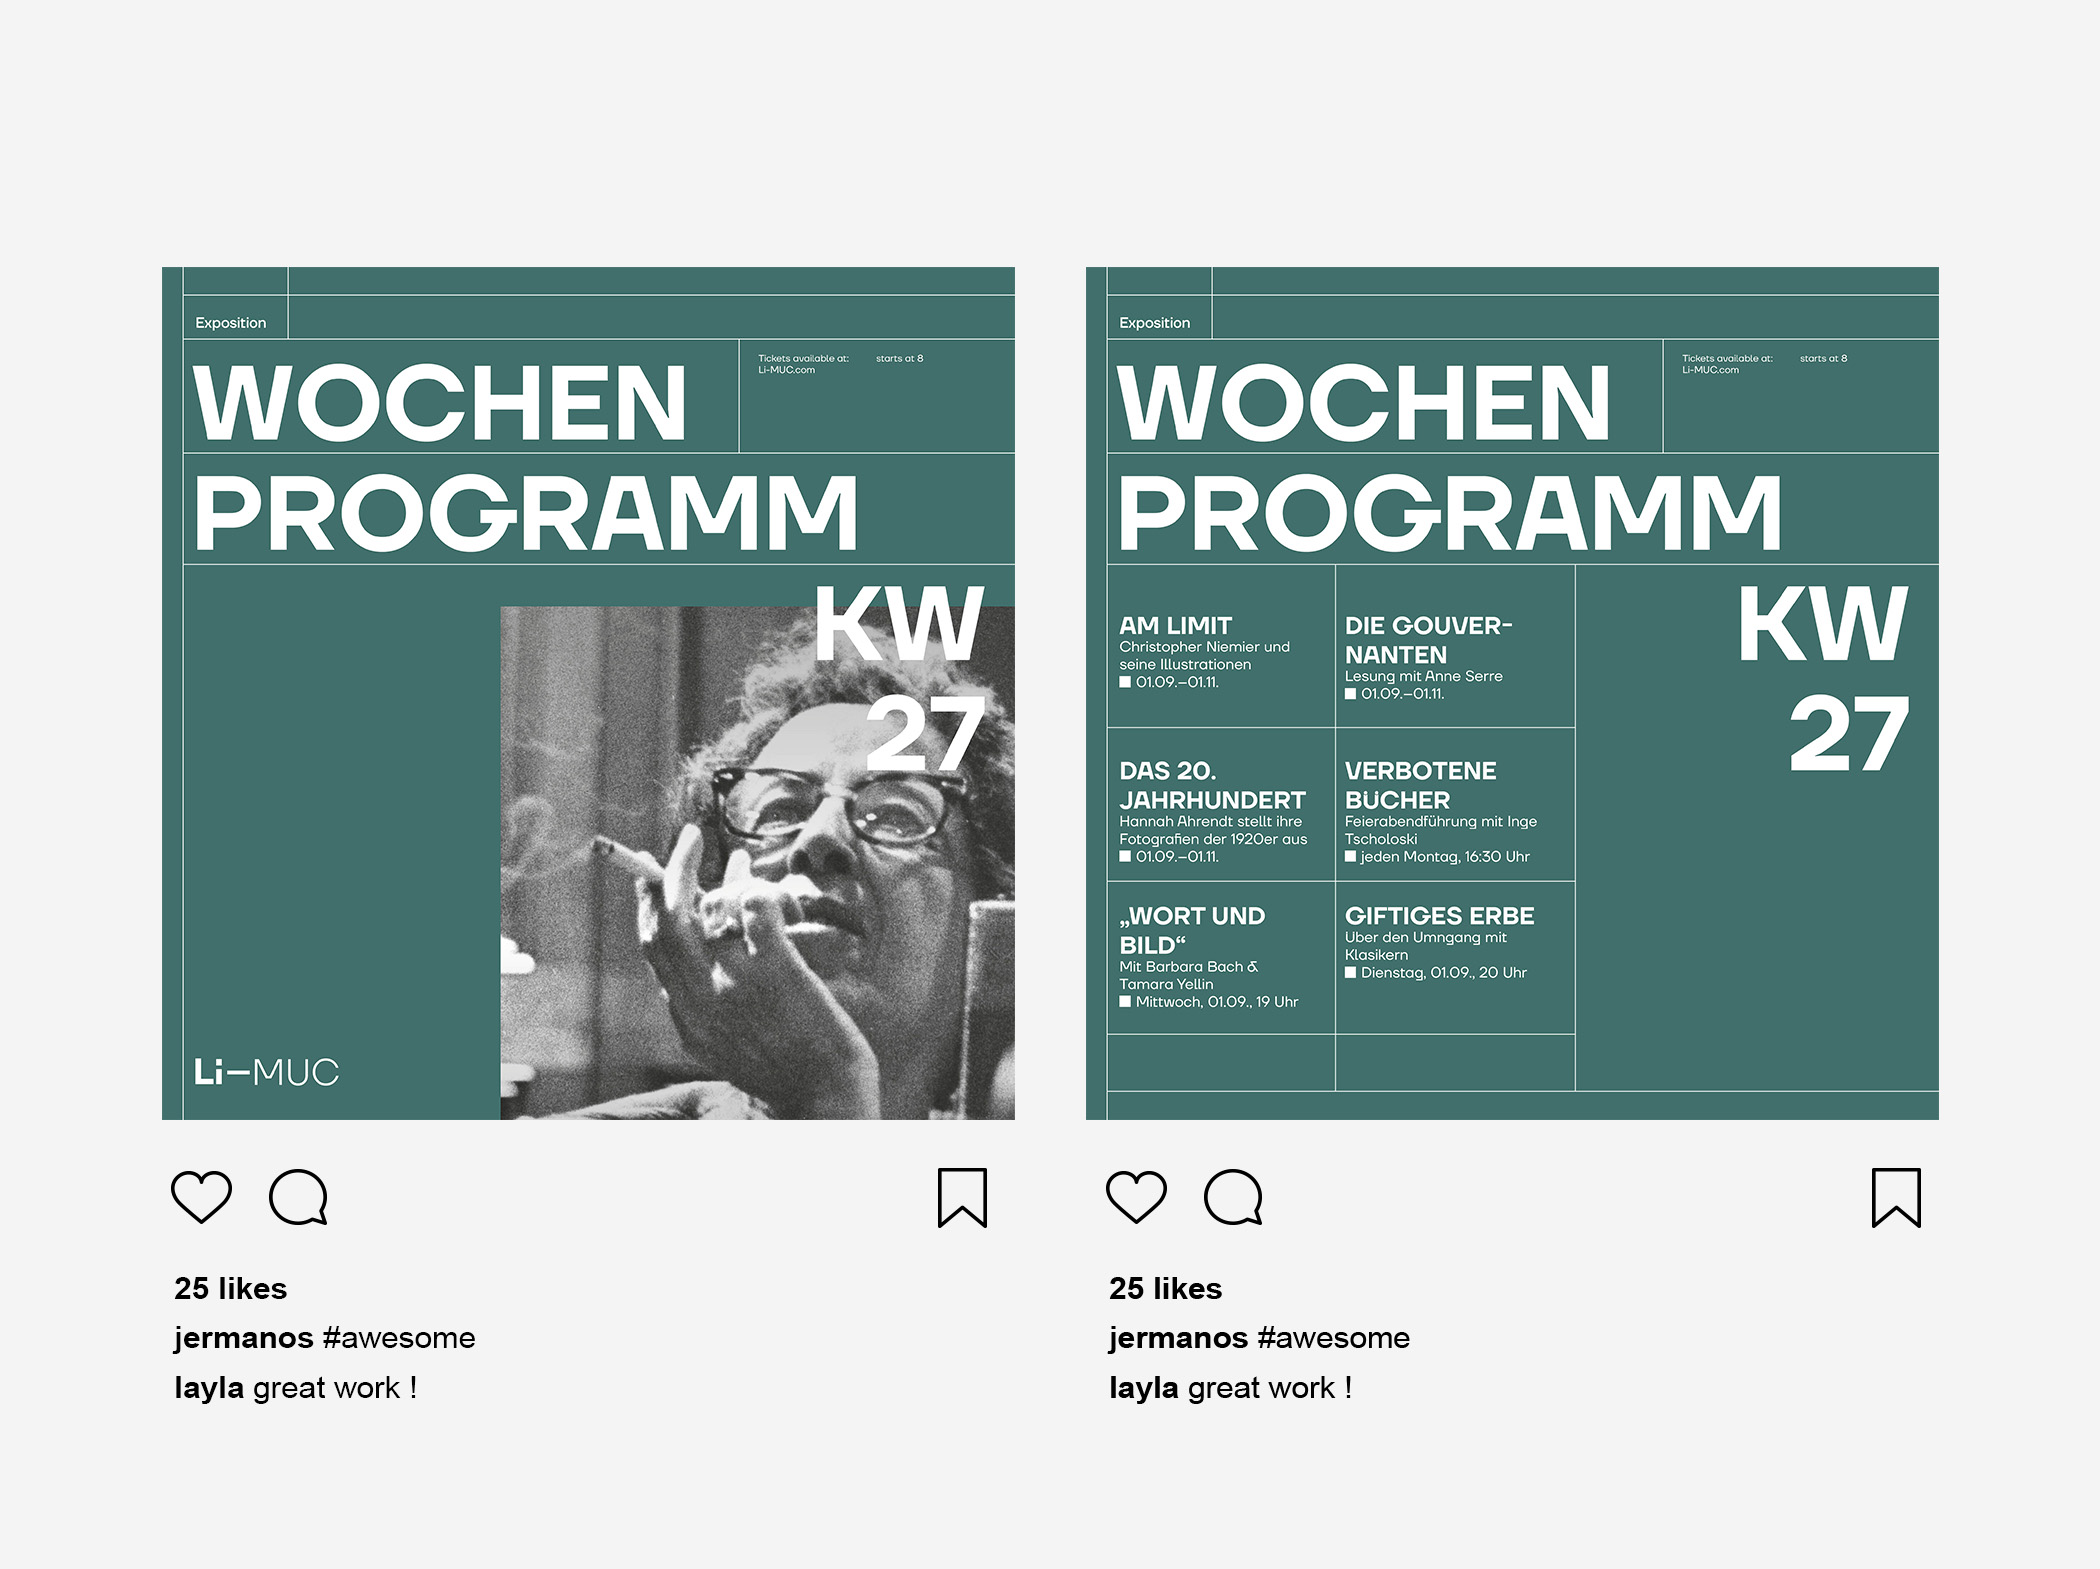 Exposition
WOCHEN
Tickets available at:
Li-MUC.com
starts at 8
PROGRAMM
KW
27
Li—MUC
25 likes
jermanos #awesome
layla great work !
Exposition
WOCHEN
Tickets available at:
Li-MUC.com
starts at 8
PROGRAMM
KW
27
AM LIMIT
Christopher Niemier und
seine Illustrationen
■ 01.09.–01.11.
DIE GOUVER-
NANTEN
Lesung mit Anne Serre
■ 01.09.–01.11.
DAS 20.
JAHRHUNDERT
Hannah Ahrendt stellt ihre
Fotografien der 1920er aus
■ 01.09.–01.11.
VERBOTENE
BÜCHER
Feierabendführung mit Inge
Tscholoski
■ jeden Montag, 16:30 Uhr
„WORT UND
BILD“
Mit Barbara Bach &
Tamara Yellin
■ Mittwoch, 01.09., 19 Uhr
GIFTIGES ERBE
Uber den Umngang mit
Klasikern
■ Dienstag, 01.09., 20 Uhr
25 likes
jermanos #awesome
layla great work !